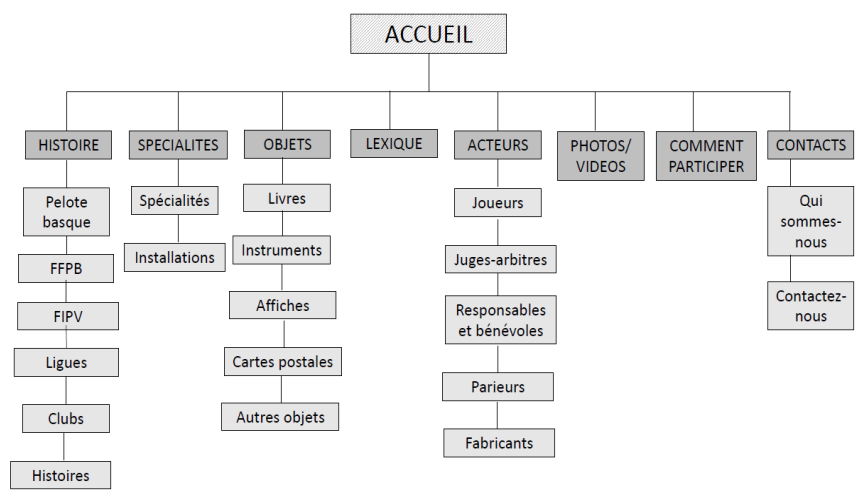 ACCUEIL
HISTOIRE
SPECIALITES
OBJETS
LEXIQUE
ACTEURS
PHOTOS/
VIDEOS
COMMENT
PARTICIPER
CONTACTS
Pelote
basque
FFPB
FIPV
Ligues
Clubs
Histoires
Spécialités
Installations
Livres
Instruments
Affiches
Cartes postales
Autres objets
Joueurs
Juges-arbitres
Responsables
et bénévoles
Parieurs
Fabricants
Qui
sommes-
nous
Contactez-
nous